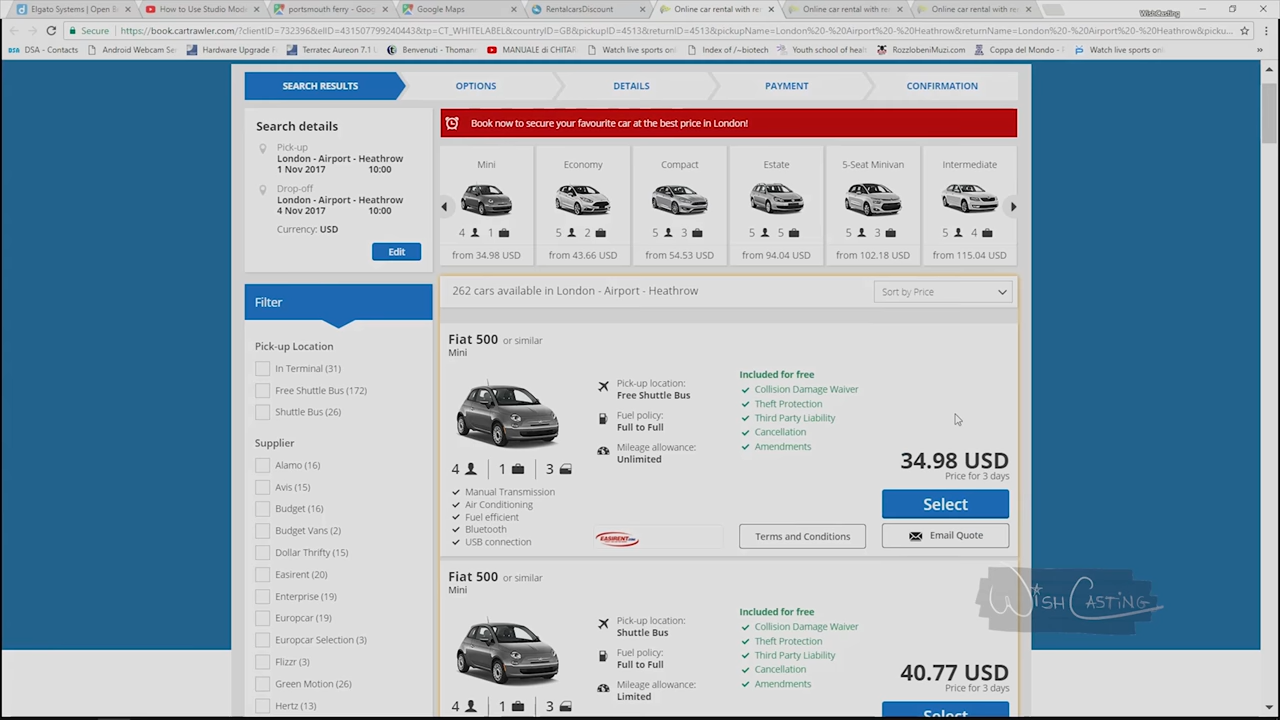 Elgato Systems | Open B
How to Use Studio Mode
portsmouth ferry - Goog
Google Maps
RentalcarsDiscount
Online car rental with re
Online car rental with re
Online car rental with re
WishCasting
Secure
https://book.cartrawler.com/?clientID=732396&elID=431507799240443&tp=CT_WHITELABEL&countryID=GB&pickupID=4513&returnID=4513&pickupName=London%20-%20Airport%20-%20Heathrow&returnName=London%20-%20Airport%20-%20Heathrow&picku...
DSA - Contacts
Android Webcam Serv
Hardware Upgrade F
Terratec Aureon 7.1 U
Benvenuti - Thomann
MANUALE di CHITAR
Watch live sports onl
Index of /~biotech
Youth school of healt
RozzlobeniMuzi.com
Coppa del Mondo - F
Watch live sports onl
SEARCH RESULTS
OPTIONS
DETAILS
PAYMENT
CONFIRMATION
Search details
Pick-up
London - Airport - Heathrow
1 Nov 2017 10:00
Drop-off
London - Airport - Heathrow
4 Nov 2017 10:00
Currency: USD
Edit
Book now to secure your favourite car at the best price in London!
Mini
4 1
from 34.98 USD
Economy
5 2
from 43.66 USD
Compact
5 3
from 54.53 USD
Estate
5 5
from 94.04 USD
5-Seat Minivan
5 3
from 102.18 USD
Intermediate
5 4
from 115.04 USD
Filter
Pick-up Location
In Terminal (31)
Free Shuttle Bus (172)
Shuttle Bus (26)
Supplier
Alamo (16)
Avis (15)
Budget (16)
Budget Vans (2)
Dollar Thrifty (15)
Easirent (20)
Enterprise (19)
Europcar (19)
Europcar Selection (3)
Flizzr (3)
Green Motion (26)
Hertz (13)
262 cars available in London - Airport - Heathrow
Sort by Price
Fiat 500 or similar
Mini
4 1 3
Manual Transmission
Air Conditioning
Fuel efficient
Bluetooth
USB connection
Pick-up location:
Free Shuttle Bus
Fuel policy:
Full to Full
Mileage allowance:
Unlimited
EASIRENT.com
Included for free
Collision Damage Waiver
Theft Protection
Third Party Liability
Cancellation
Amendments
Terms and Conditions
34.98 USD
Price for 3 days
Select
Email Quote
Fiat 500 or similar
Mini
4 1 3
Pick-up location:
Shuttle Bus
Fuel policy:
Full to Full
Mileage allowance:
Limited
Included for free
Collision Damage Waiver
Theft Protection
Third Party Liability
Cancellation
Amendments
40.77 USD
Price for 3 days
Select
WishCasting